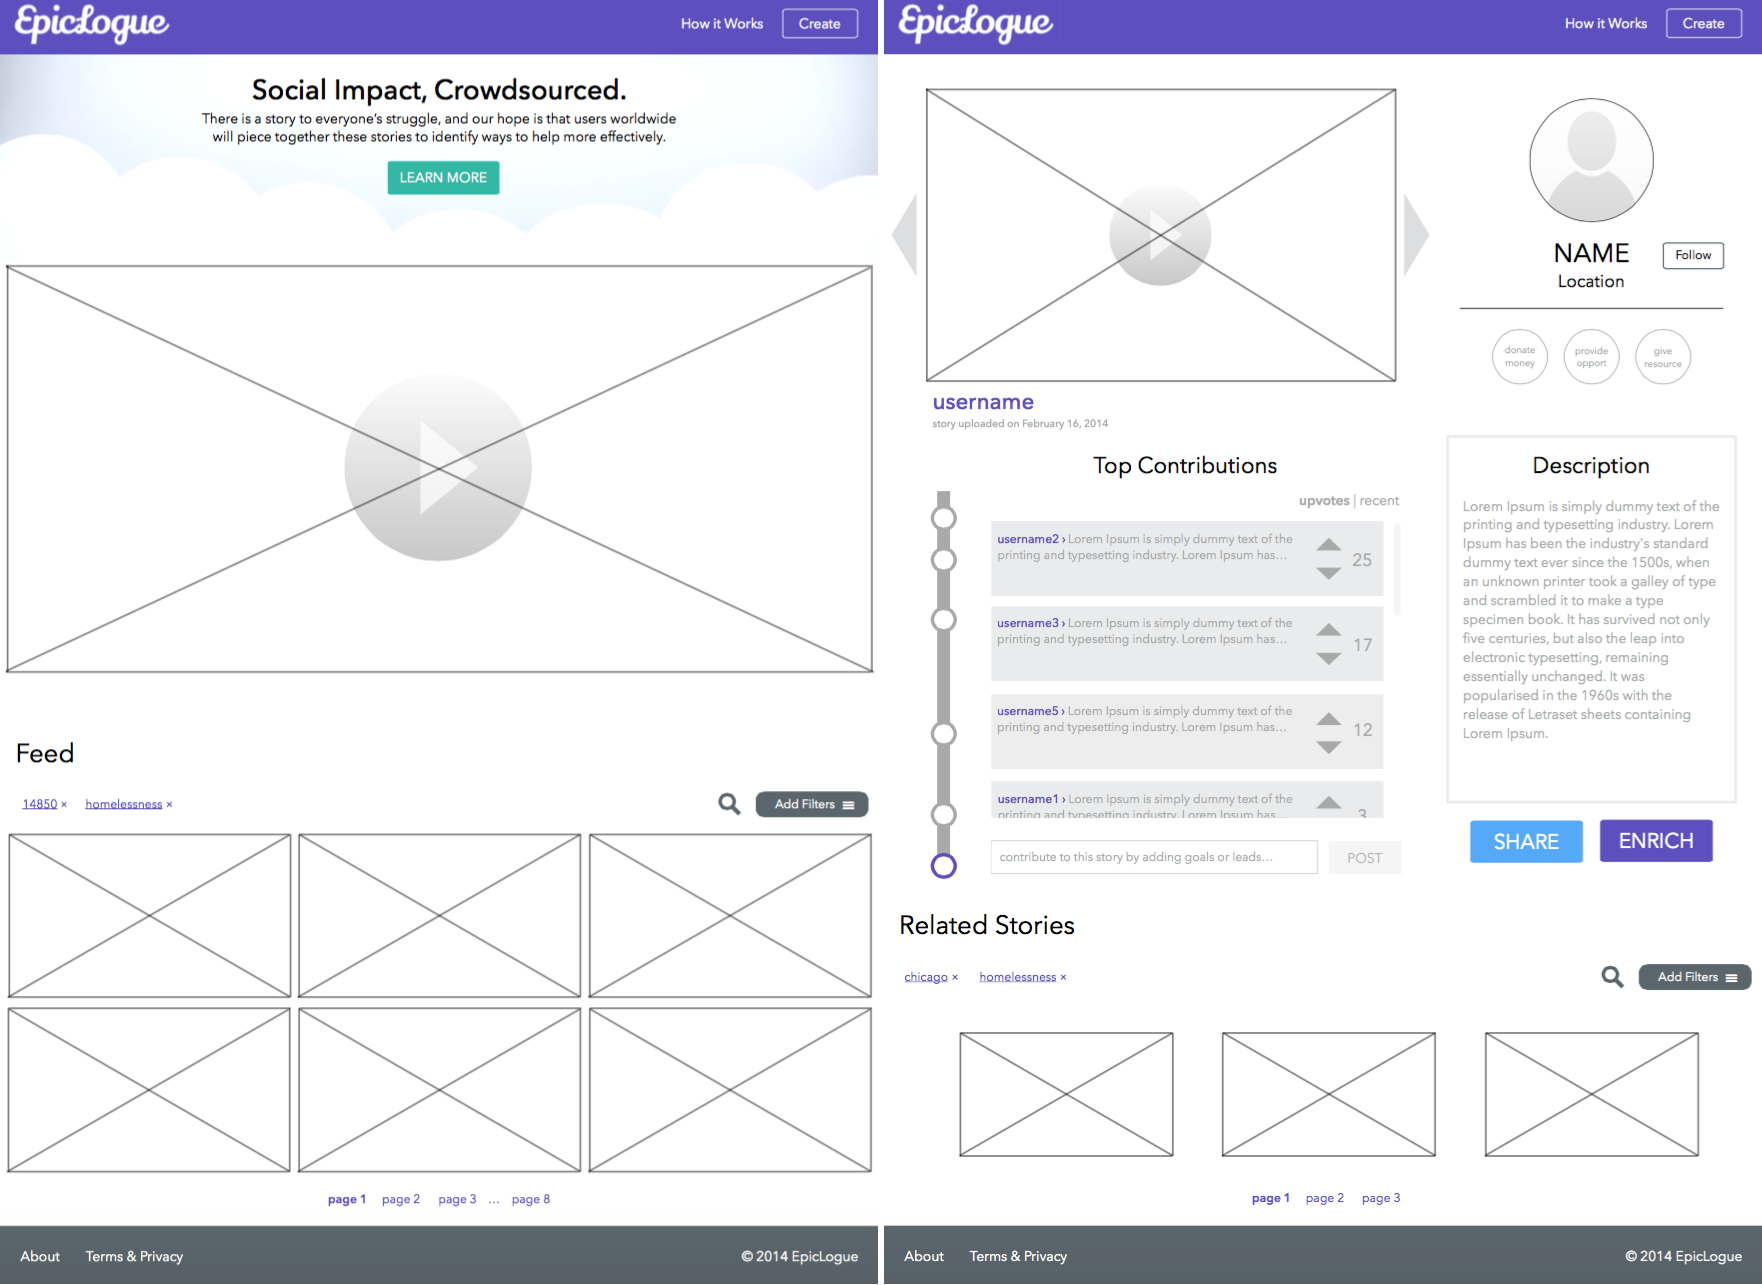 EpicLogue
How it Works
Create
Social Impact, Crowdsourced.
There is a story to everyone's struggle, and our hope is that users worldwide
will piece together these stories to identify ways to help more effectively.
LEARN MORE
Feed
14850 ×
homelessness ×
Add Filters
page 1
page 2
page 3
...
page 8
About
Terms & Privacy
© 2014 EpicLogue
EpicLogue
How it Works
Create
username
story uploaded on February 16, 2014
NAME
Follow
Location
donate
money
provide
opport
give
resource
Top Contributions
upvotes | recent
username2 › Lorem Ipsum is simply dummy text of the
printing and typesetting industry. Lorem Ipsum has...
25
username3 › Lorem Ipsum is simply dummy text of the
printing and typesetting industry. Lorem Ipsum has...
17
username5 › Lorem Ipsum is simply dummy text of the
printing and typesetting industry. Lorem Ipsum has...
12
username1 › Lorem Ipsum is simply dummy text of the
printing and typesetting industry. Lorem Ipsum has...
3
contribute to this story by adding goals or leads...
POST
Description
Lorem Ipsum is simply dummy text of the
printing and typesetting industry. Lorem
Ipsum has been the industry's standard
dummy text ever since the 1500s, when
an unknown printer took a galley of type
and scrambled it to make a type
specimen book. It has survived not only
five centuries, but also the leap into
electronic typesetting, remaining
essentially unchanged. It was
popularised in the 1960s with the
release of Letraset sheets containing
Lorem Ipsum.
SHARE
ENRICH
Related Stories
chicago ×
homelessness ×
Add Filters
page 1
page 2
page 3
About
Terms & Privacy
© 2014 EpicLogue